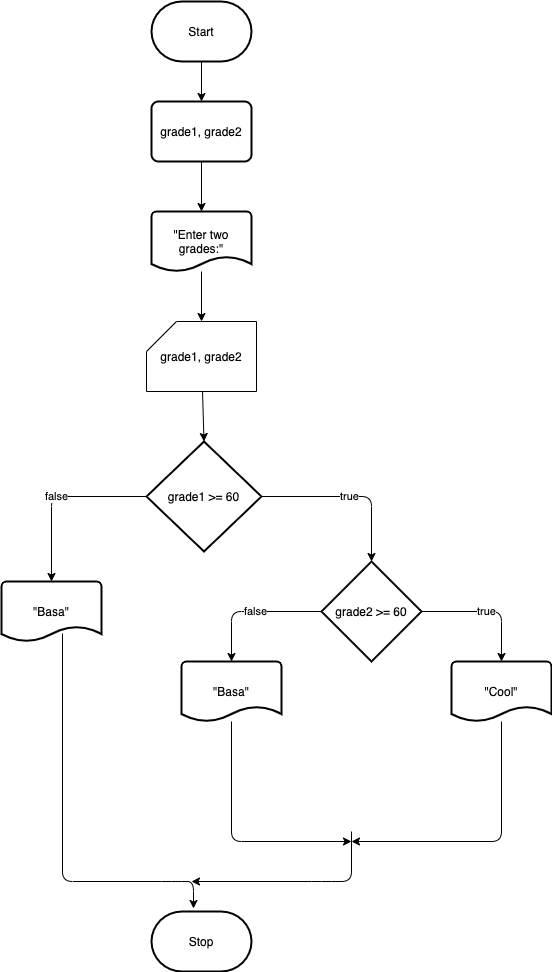 Start
grade1, grade2
"Enter two
grades:"
grade1, grade2
grade1 >= 60
false
true
"Basa"
grade2 >= 60
false
true
"Basa"
"Cool"
Stop